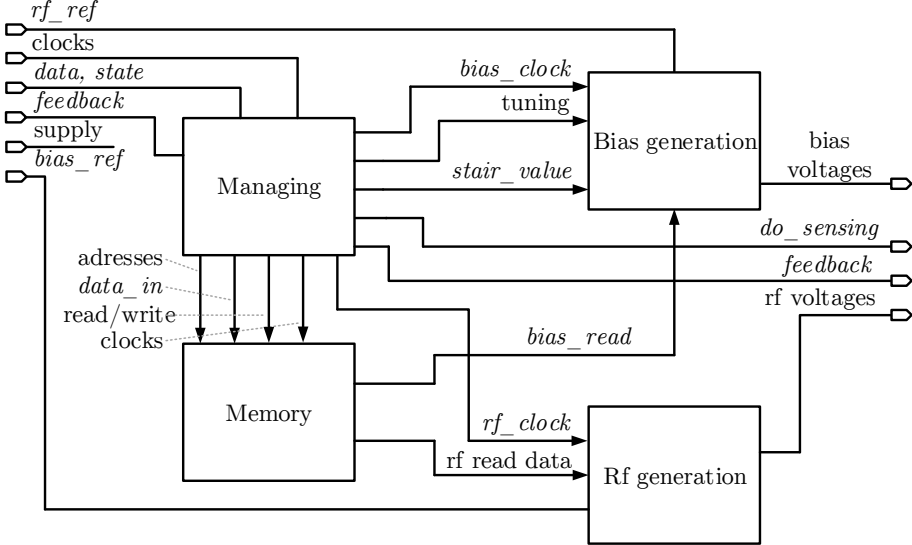 rf_ref
clocks
data, state
feedback
supply
bias_ref
bias_clock
tuning
stair_value
Managing
Bias generation
bias
voltages
do_sensing
feedback
rf voltages
adresses
data_in
read/write
clocks
bias_read
Memory
rf_clock
rf read data
Rf generation